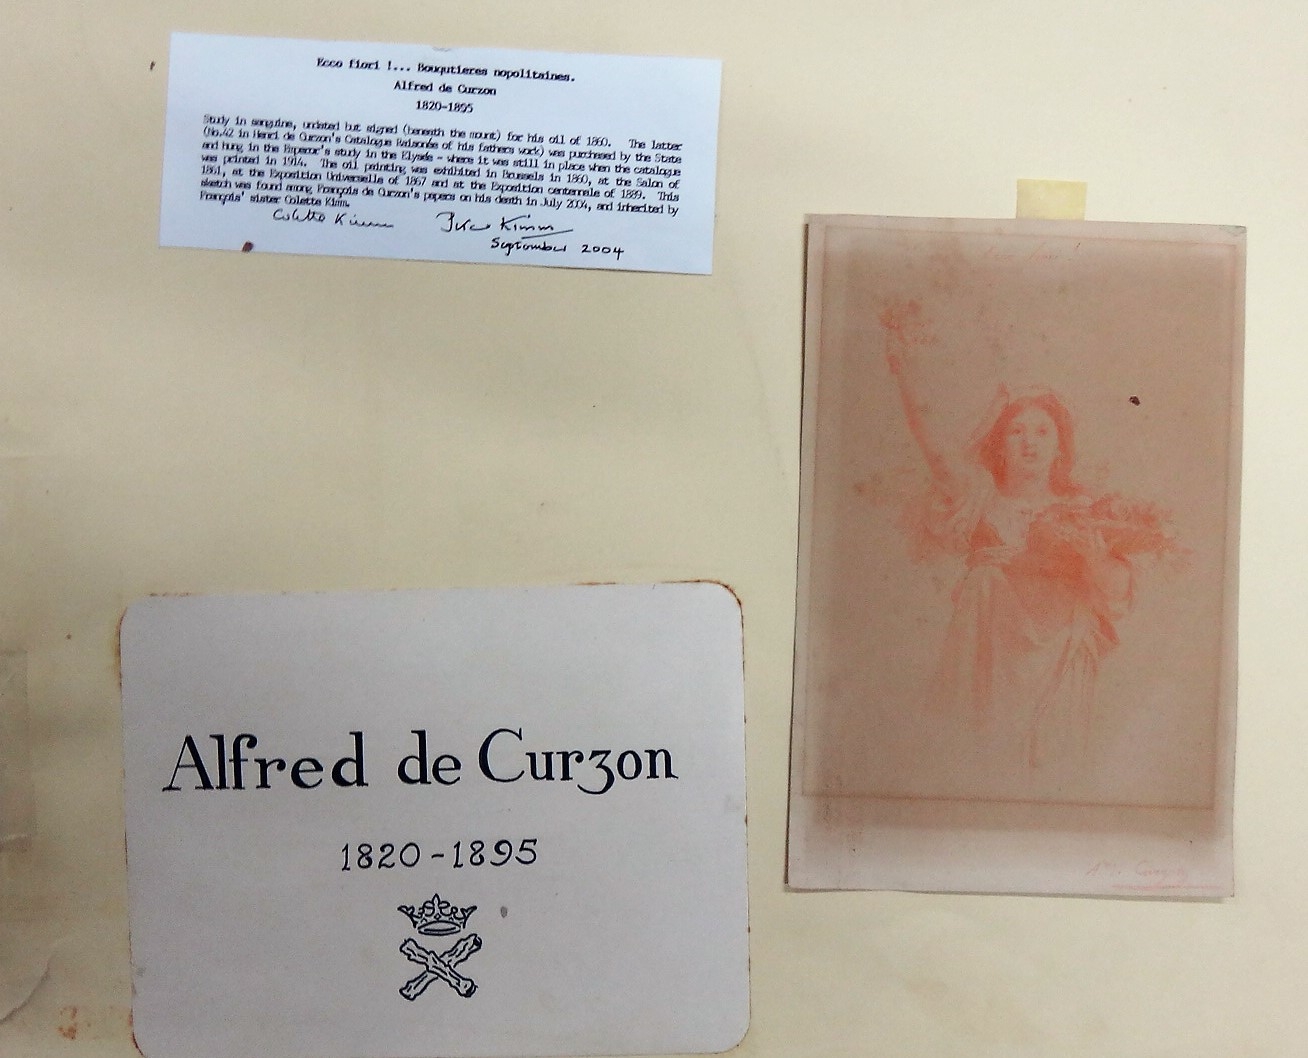 Ecco fiori !... Bouqutieres nopolitaines.
Alfred de Curzon
1820-1895
Study in sanguine, undated but signed (beneath the mount) for his oil of 1860. The latter
(No.42 in Henri de Curzon's Catalogue Raisonée of his fathers work) was purchased by the State
and hung in the Emperor's study in the Elysée - where it was still in place when the catalogue
was printed in 1914. The oil painting was exhibited in Brussels in 1860, at the Salon of
1861, at the Exposition Universelle of 1867 and at the Exposition centennale of 1889. This
sketch was found among François de Curzon's papers on his death in July 2004, and inherited by
François' sister Colette Kimm.
Colette Kimm Kimm
September 2004
Alfred de Curzon
1820-1895